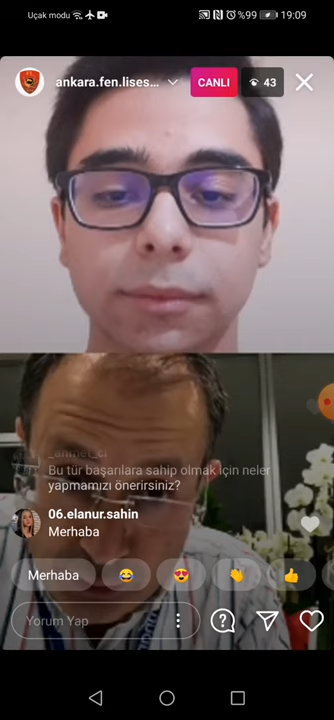 Uçak modu %99 19:09
ankara.fen.lises... CANLI 43
_ahmet_cr
Bu tür başarılara sahip olmak için neler
yapmamızı önerirsiniz?
06.elanur.sahin
Merhaba
Merhaba
Yorum Yap